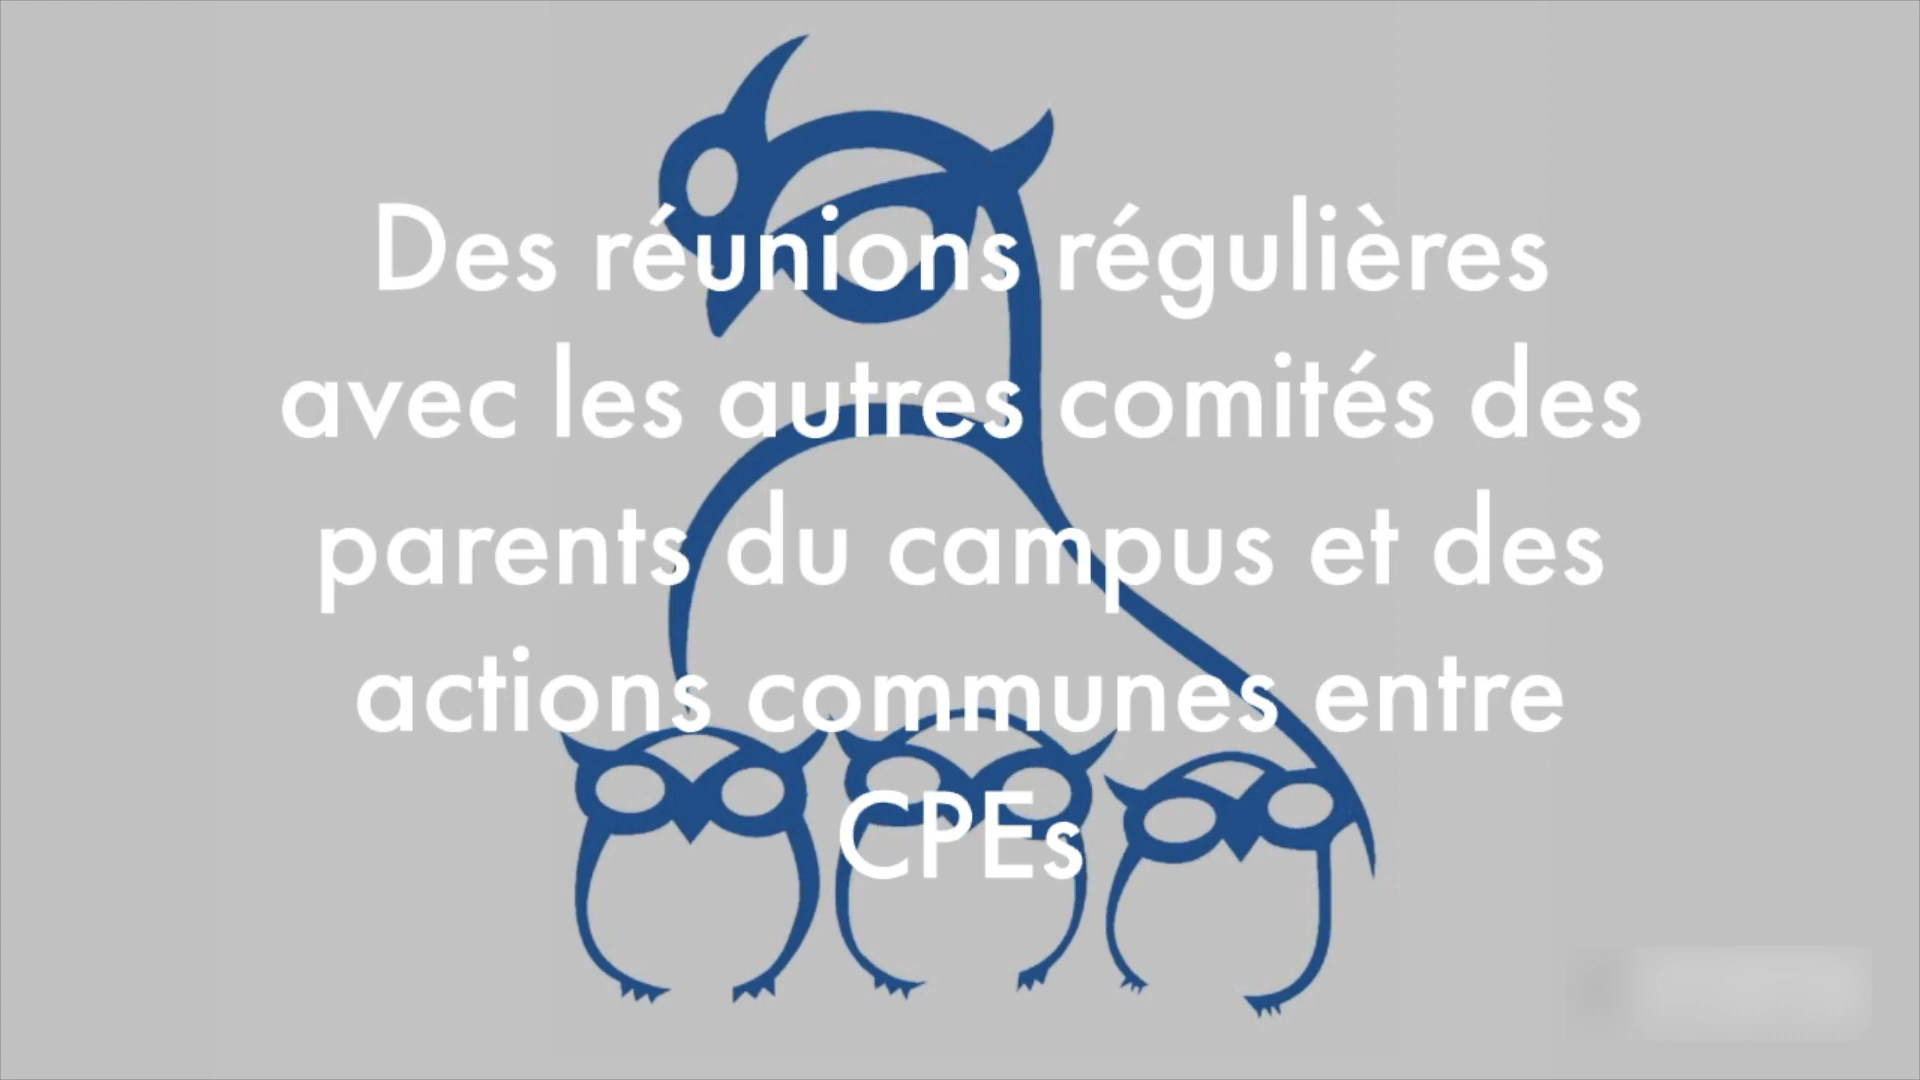 Des réunions régulières
avec les autres comités des
parents du campus et des
actions communes entre
CPEs